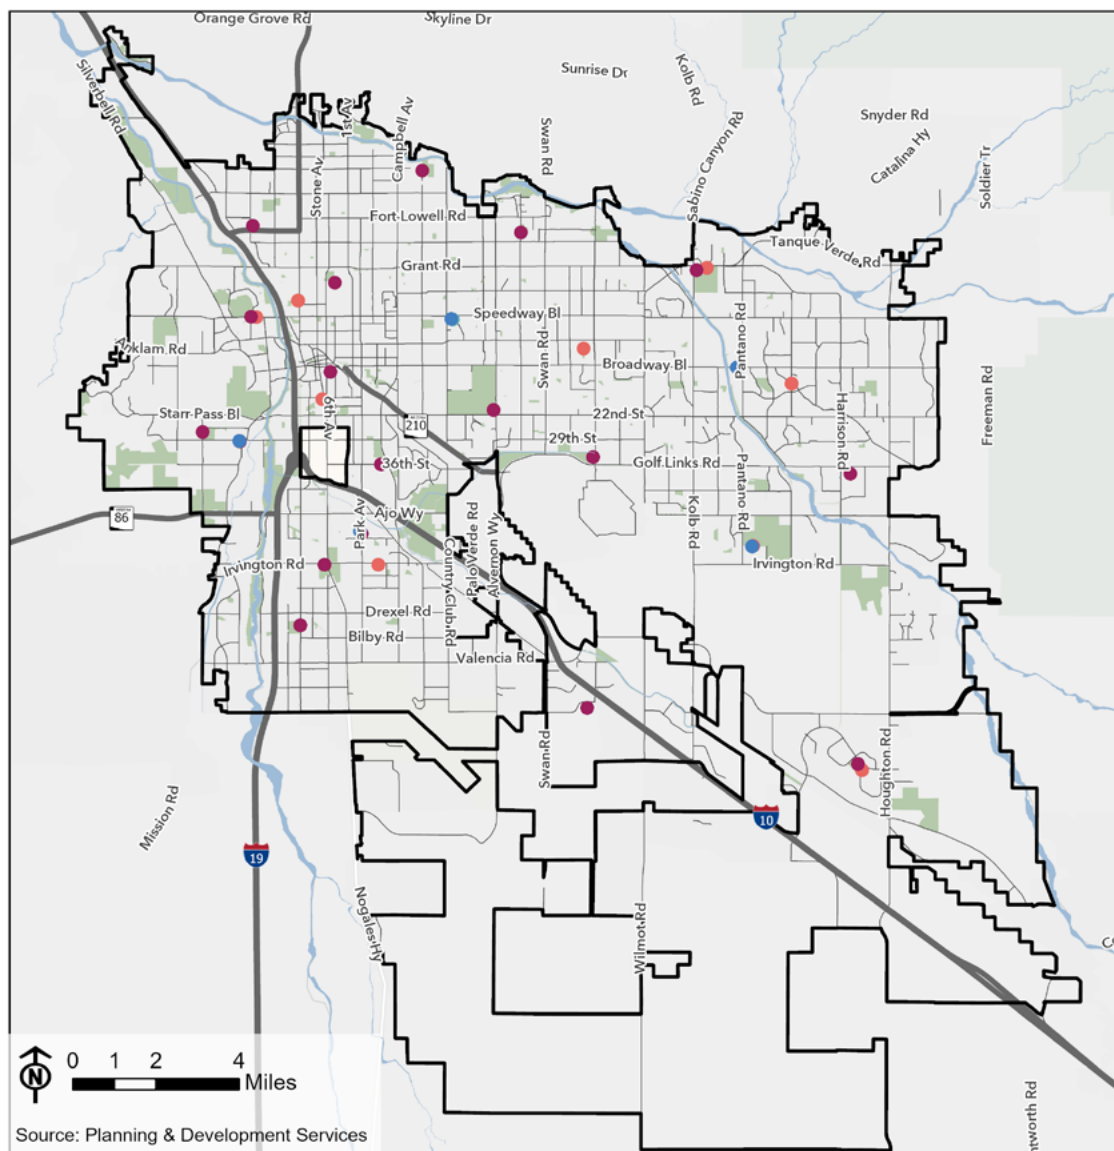 Orange Grove Rd
Skyline Dr
Sunrise Dr
Kolb Rd
Silverbell Rd
1st Av
Campbell Av
Swan Rd
Sabino Canyon Rd
Snyder Rd
Catalina Hy
Soldier Tr
Stone Av
Fort Lowell Rd
Tanque Verde Rd
Grant Rd
Speedway Bl
Pantano Rd
Anklam Rd
Swan Rd
Broadway Bl
Freeman Rd
Starr Pass Bl
6th Av
210
22nd St
Harrison Rd
29th St
36th St
Golf Links Rd
Pantano Rd
86
Park Av
Ajo Wy
Palo Verde Rd
Alvernon Wy
Kolb Rd
Irvington Rd
Country Club Rd
Irvington Rd
Drexel Rd
Bilby Rd
Valencia Rd
Swan Rd
Houghton Rd
Mission Rd
10
19
Nogales Hy
Wilmot Rd
N
0 1 2 4
Miles
Source: Planning & Development Services